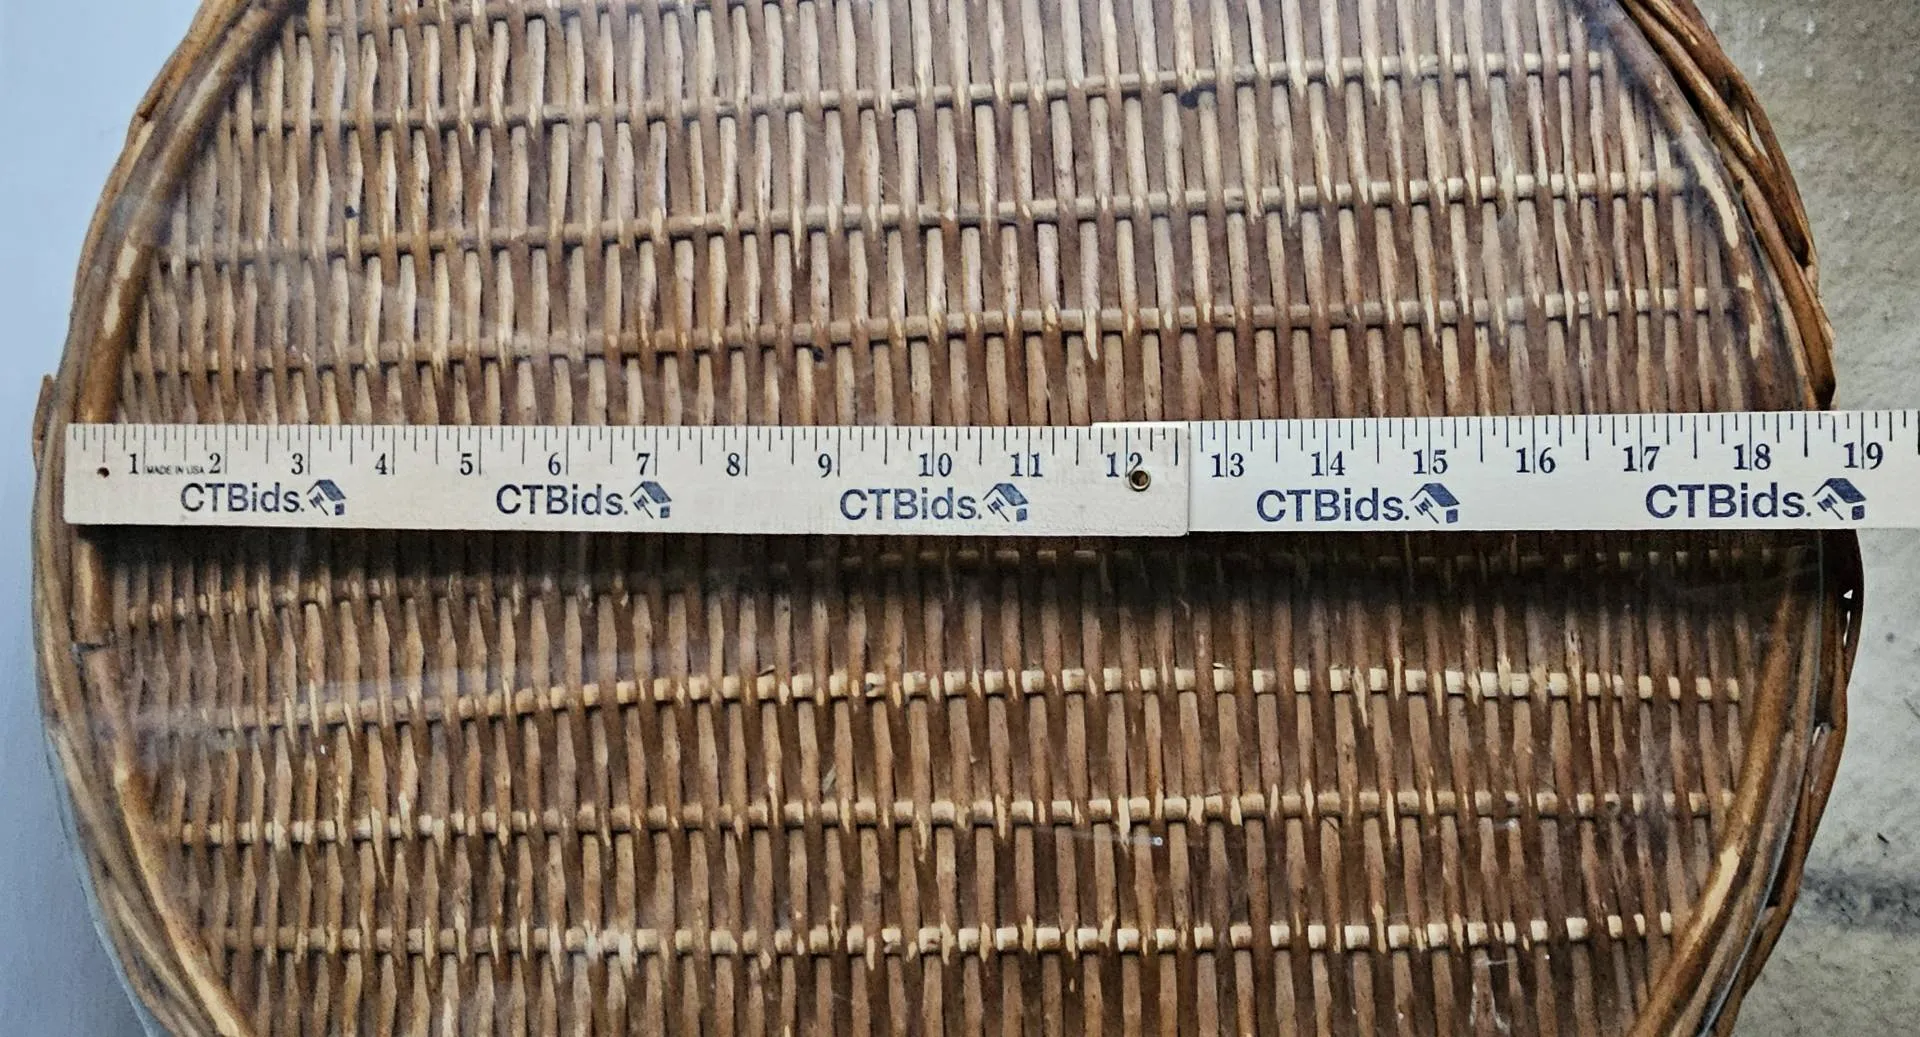 1 2 3 4 5 6 7 8 9 10 11 12 13 14 15 16 17 18 19
MADE IN USA
CTBids. CTBids. CTBids. CTBids. CTBids.